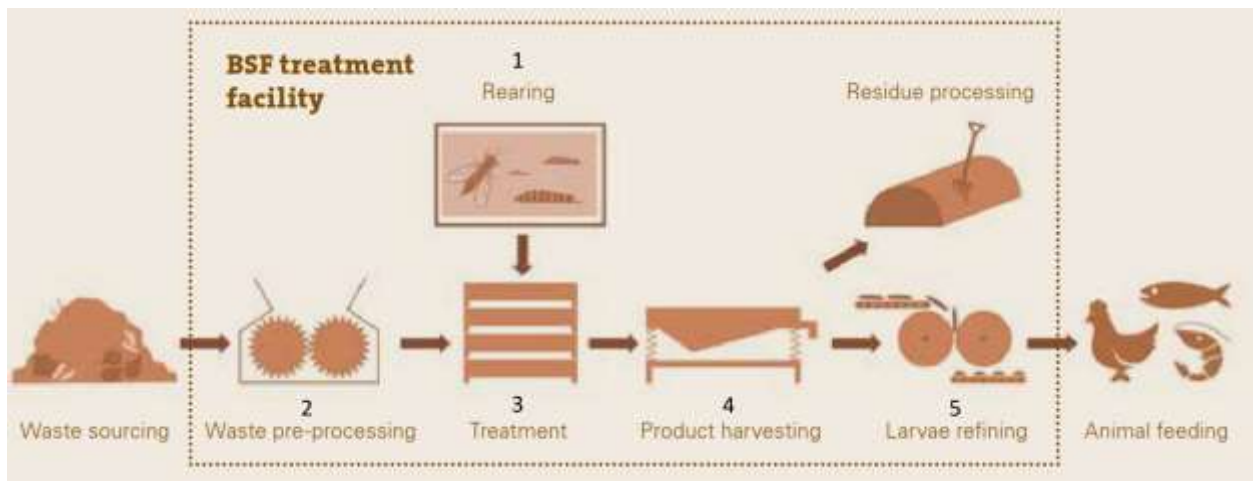 BSF treatment
facility
1
Rearing
Residue processing
2
3
4
5
Waste sourcing
Waste pre-processing
Treatment
Product harvesting
Larvae refining
Animal feeding